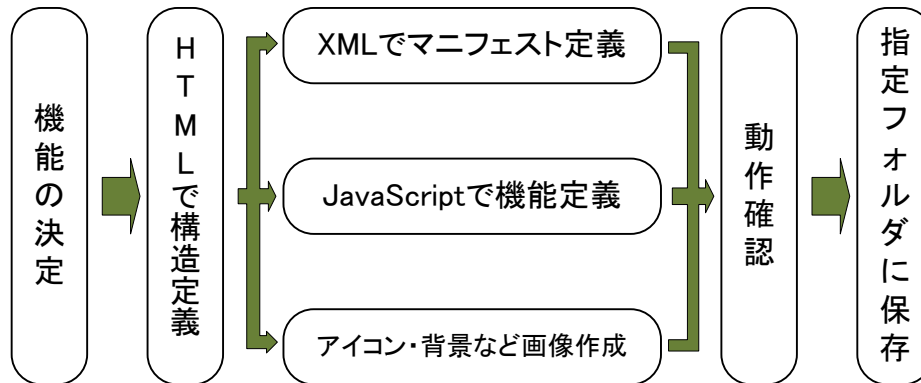 機能の決定
HTMLで構造定義
XMLでマニフェスト定義
JavaScriptで機能定義
アイコン・背景など画像作成
動作確認
指定フォルダに保存